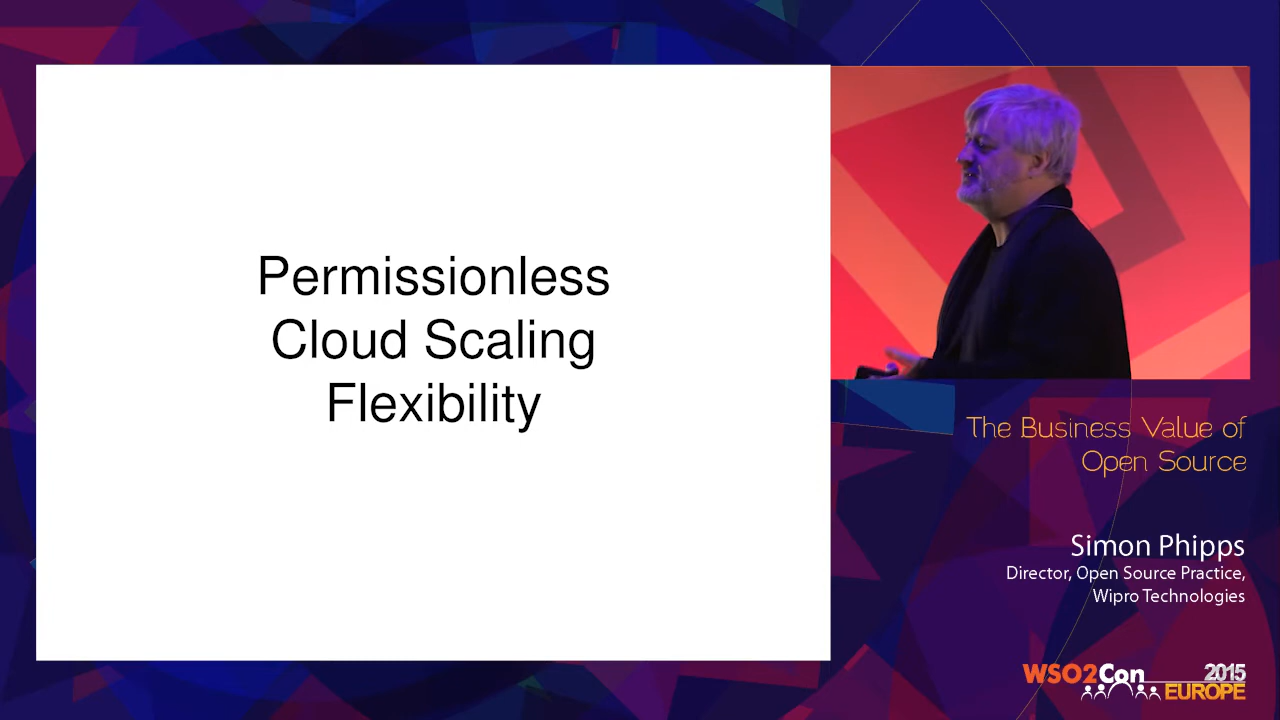 Permissionless
Cloud Scaling
Flexibility
The Business Value of
Open Source
Simon Phipps
Director, Open Source Practice,
Wipro Technologies
WSO2Con 2015
EUROPE